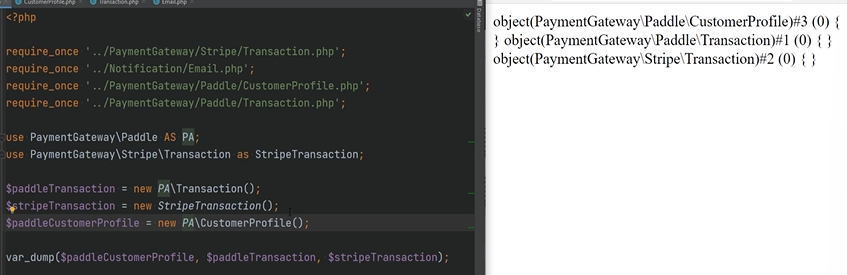 CustomerProfile.php Transaction.php Email.php
<?php
require_once '../PaymentGateway/Stripe/Transaction.php';
require_once '../Notification/Email.php';
require_once '../PaymentGateway/Paddle/CustomerProfile.php';
require_once '../PaymentGateway/Paddle/Transaction.php';
use PaymentGateway\Paddle AS PA;
use PaymentGateway\Stripe\Transaction as StripeTransaction;
$paddleTransaction = new PA\Transaction();
$stripeTransaction = new StripeTransaction();
$paddleCustomerProfile = new PA\CustomerProfile();
var_dump($paddleCustomerProfile, $paddleTransaction, $stripeTransaction);
Database
object(PaymentGateway\Paddle\CustomerProfile)#3 (0) {
} object(PaymentGateway\Paddle\Transaction)#1 (0) { }
object(PaymentGateway\Stripe\Transaction)#2 (0) { }